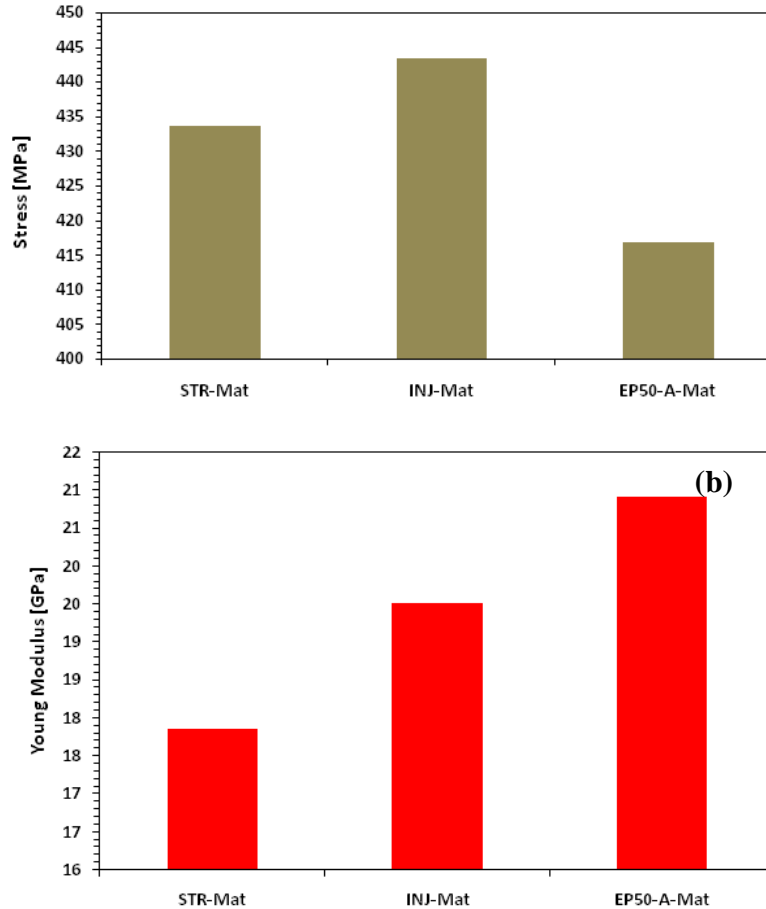 450
445
440
435
430
425
420
415
410
405
400
Stress [MPa]
STR-Mat
INJ-Mat
EP50-A-Mat
(b)
22
21
21
20
20
19
19
18
18
17
17
16
Young Modulus [GPa]
STR-Mat
INJ-Mat
EP50-A-Mat